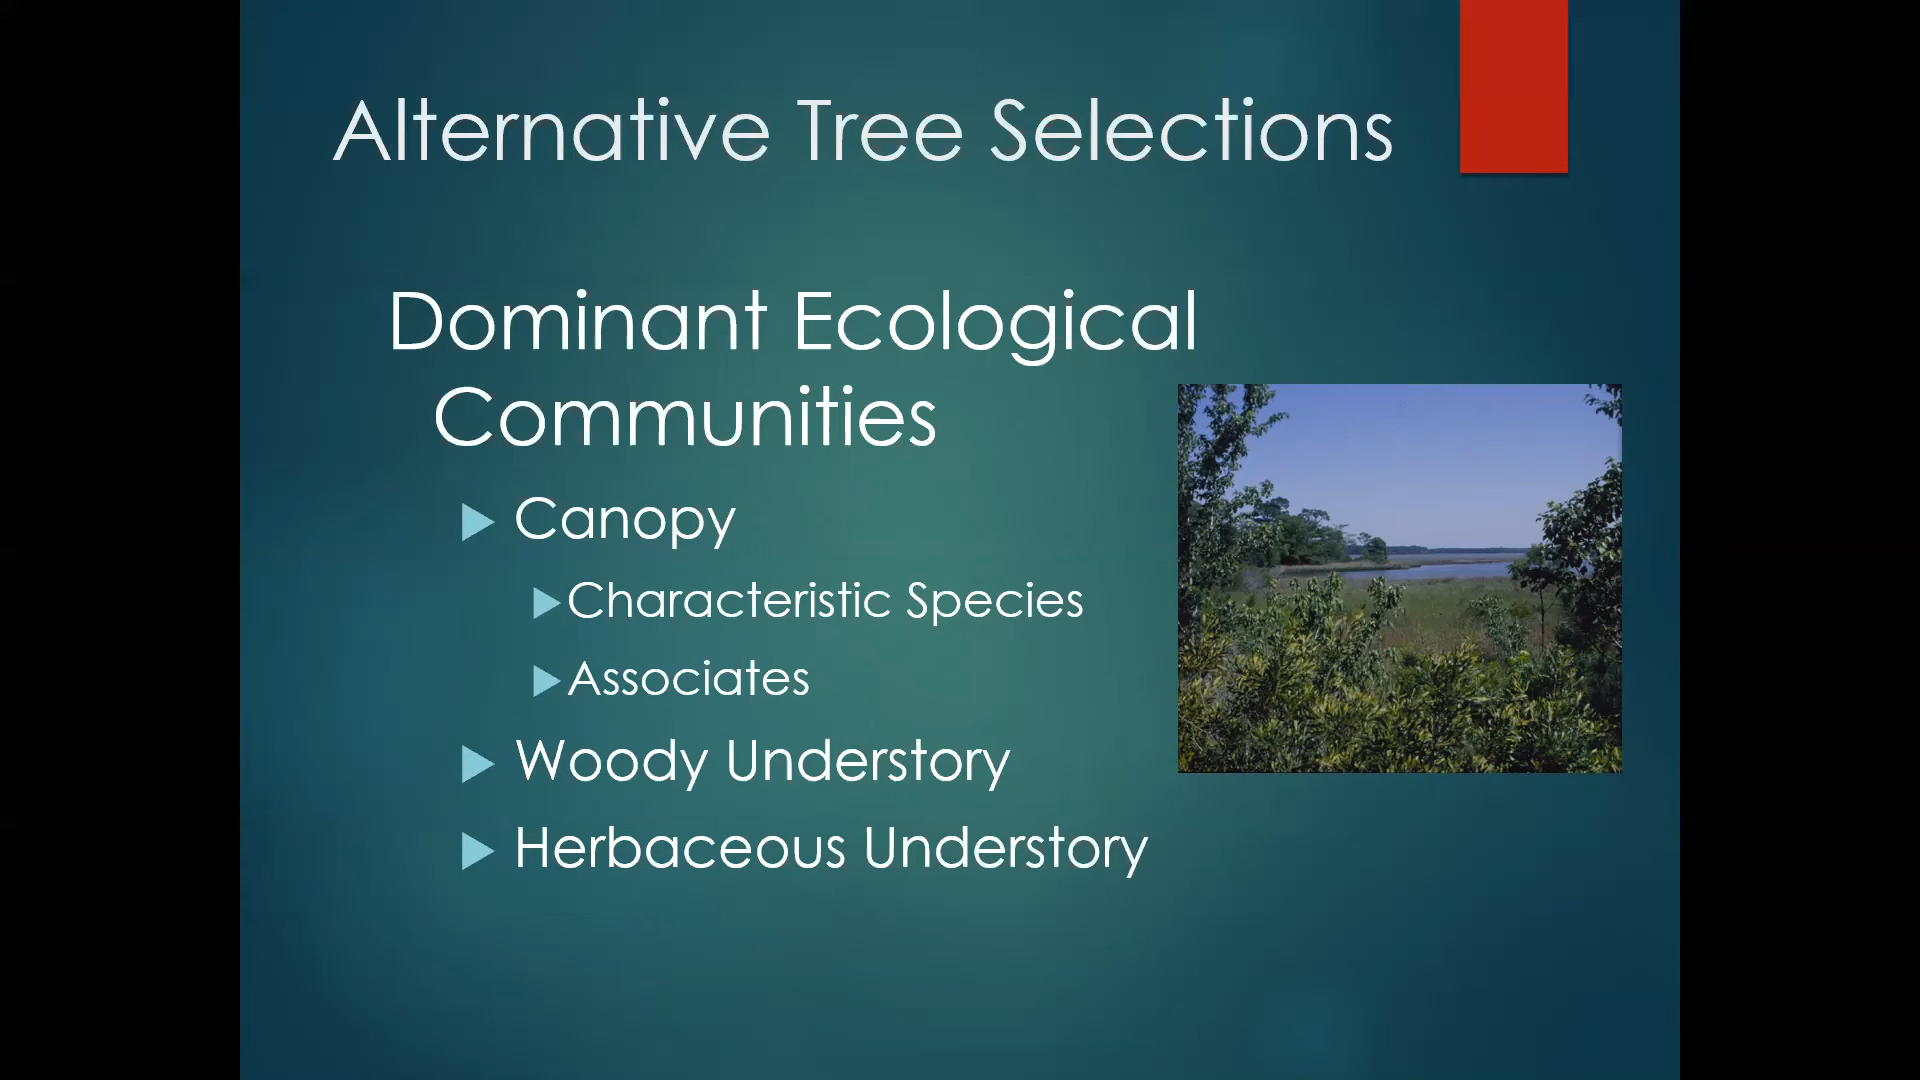 Alternative Tree Selections
Dominant Ecological
Communities
Canopy
Characteristic Species
Associates
Woody Understory
Herbaceous Understory